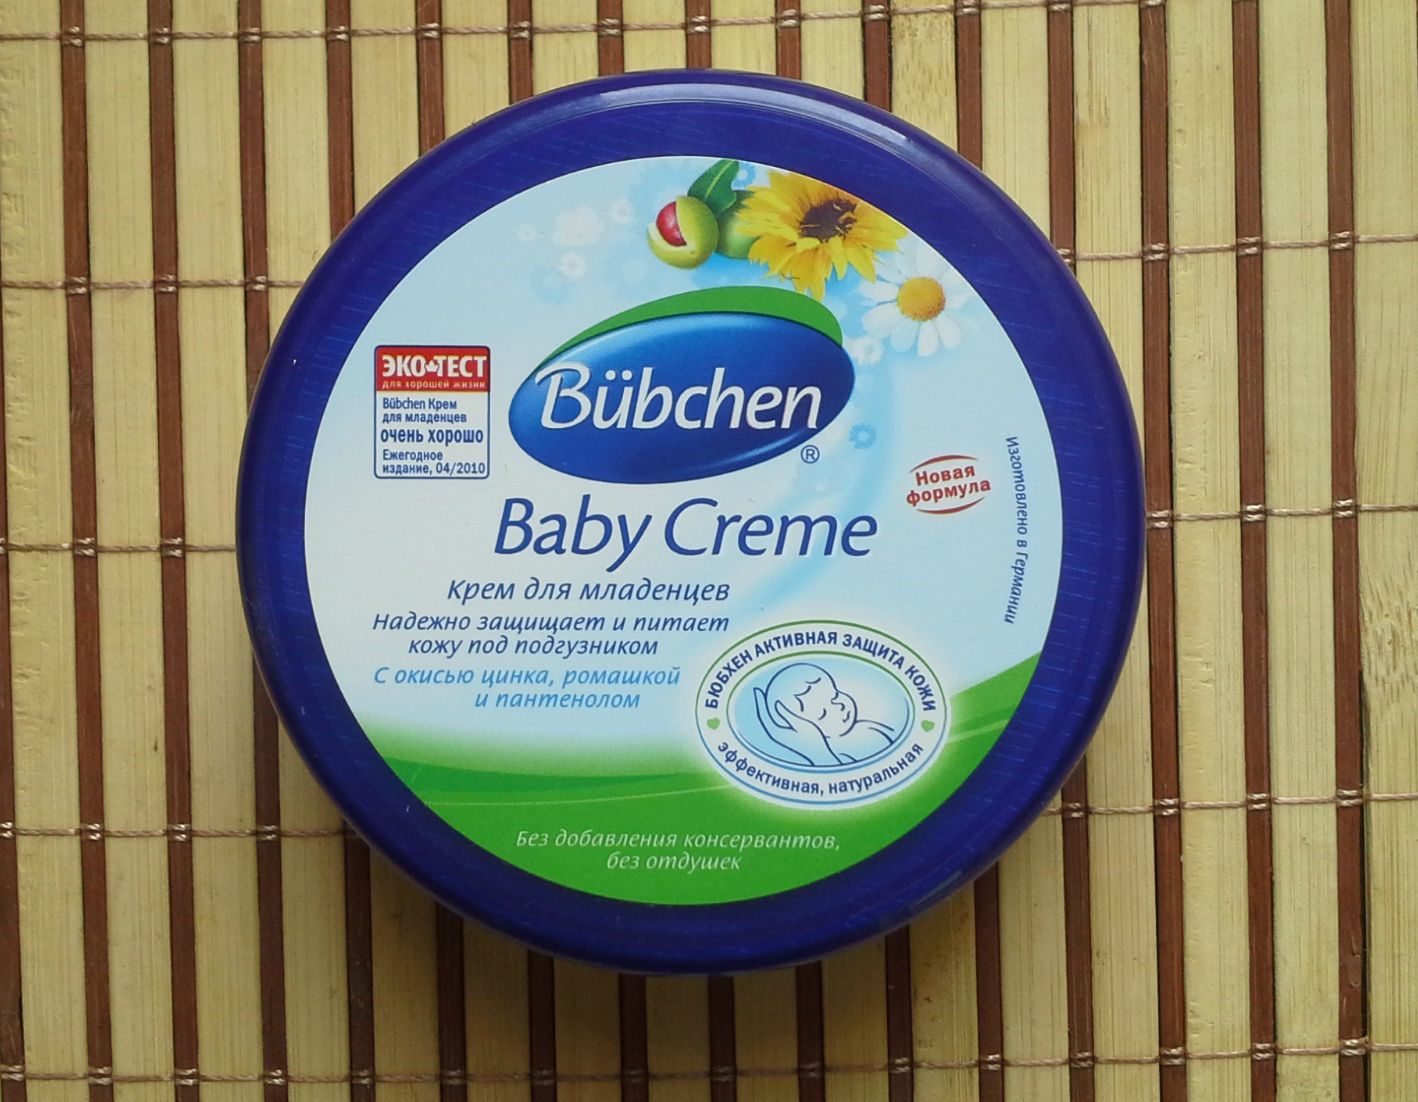 ЭКО ТЕСТ
для хорошей жизни
Bübchen Крем
для младенцев
очень хорошо
Ежегодное
издание, 04/2010
Bübchen
®
Новая
формула
Изготовлено в Германии
Baby Creme
Крем для младенцев
Надежно защищает и питает
кожу под подгузником
С окисью цинка, ромашкой
и пантенолом
БЮБХЕН АКТИВНАЯ ЗАЩИТА КОЖИ
эффективная, натуральная
Без добавления консервантов,
без отдушек